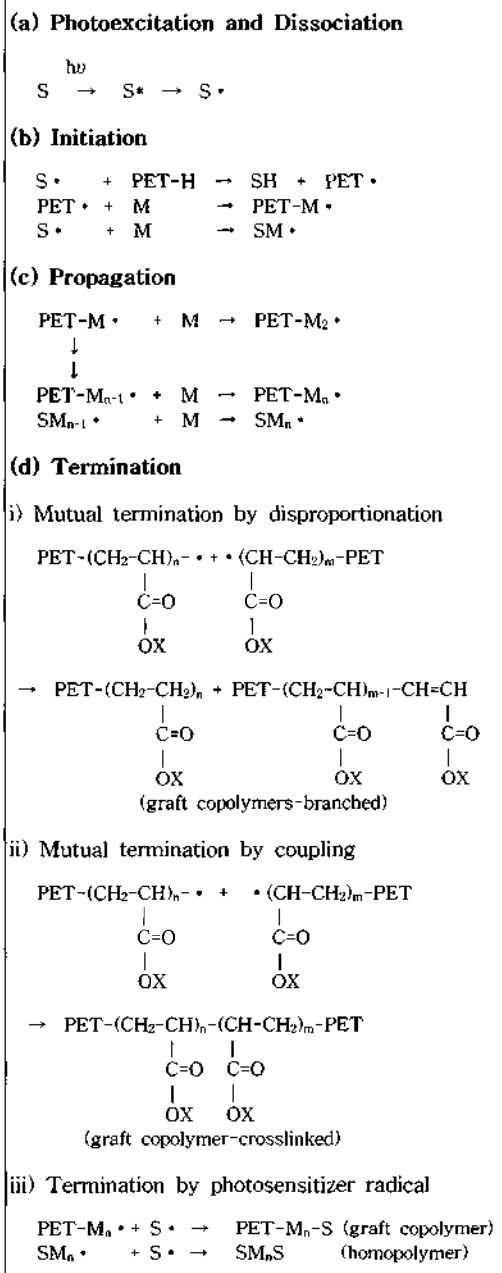 (a) Photoexcitation and Dissociation
hυ
S → S* → S •
(b) Initiation
S • + PET-H → SH + PET •
PET • + M → PET-M •
S • + M → SM •
(c) Propagation
PET-M • + M → PET-M₂ •
↓
↓
PET-Mₙ₋₁ • + M → PET-Mₙ •
SMₙ₋₁ • + M → SMₙ •
(d) Termination
i) Mutual termination by disproportionation
PET-(CH₂-CH)ₙ- • + • (CH-CH₂)ₘ-PET
| |
C=O C=O
| |
OX OX
→ PET-(CH₂-CH₂)ₙ + PET-(CH₂-CH)ₘ₋₁-CH=CH
| | |
C=O C=O C=O
| | |
OX OX OX
(graft copolymers-branched)
ii) Mutual termination by coupling
PET-(CH₂-CH)ₙ- • + • (CH-CH₂)ₘ-PET
| |
C=O C=O
| |
OX OX
→ PET-(CH₂-CH)ₙ-(CH-CH₂)ₘ-PET
| |
C=O C=O
| |
OX OX
(graft copolymer-crosslinked)
iii) Termination by photosensitizer radical
PET-Mₙ • + S • → PET-Mₙ-S (graft copolymer)
SMₙ • + S • → SMₙS (homopolymer)